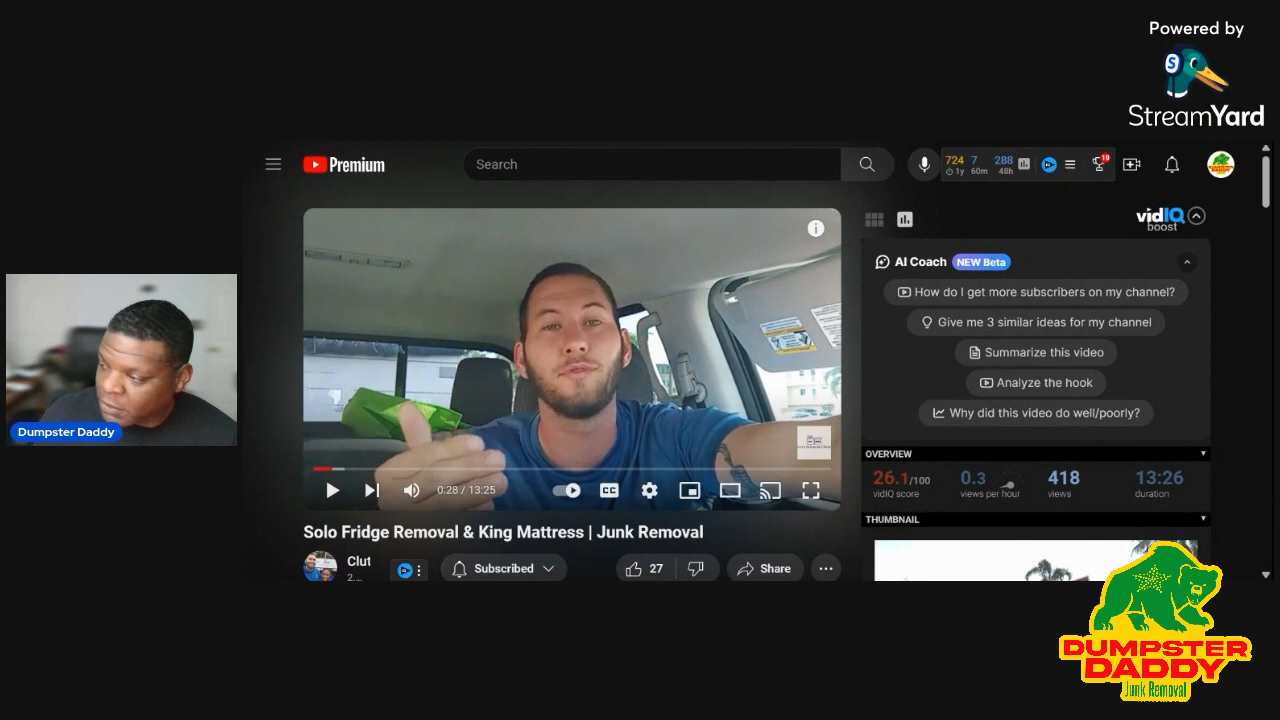 Powered by
StreamYard
Premium
Search
724 7 288
1y 60m 48h
10
vidIQ
boost
AI Coach NEW Beta
How do I get more subscribers on my channel?
Give me 3 similar ideas for my channel
Summarize this video
Analyze the hook
Why did this video do well/poorly?
Dumpster Daddy
CC
0:28 / 13:25
OVERVIEW
26.1/100 0.3 418 13:26
vidIQ score views per hour views duration
THUMBNAIL
Solo Fridge Removal & King Mattress | Junk Removal
Clut
2...
Subscribed
27
Share
DUMPSTER
DADDY
Junk Removal